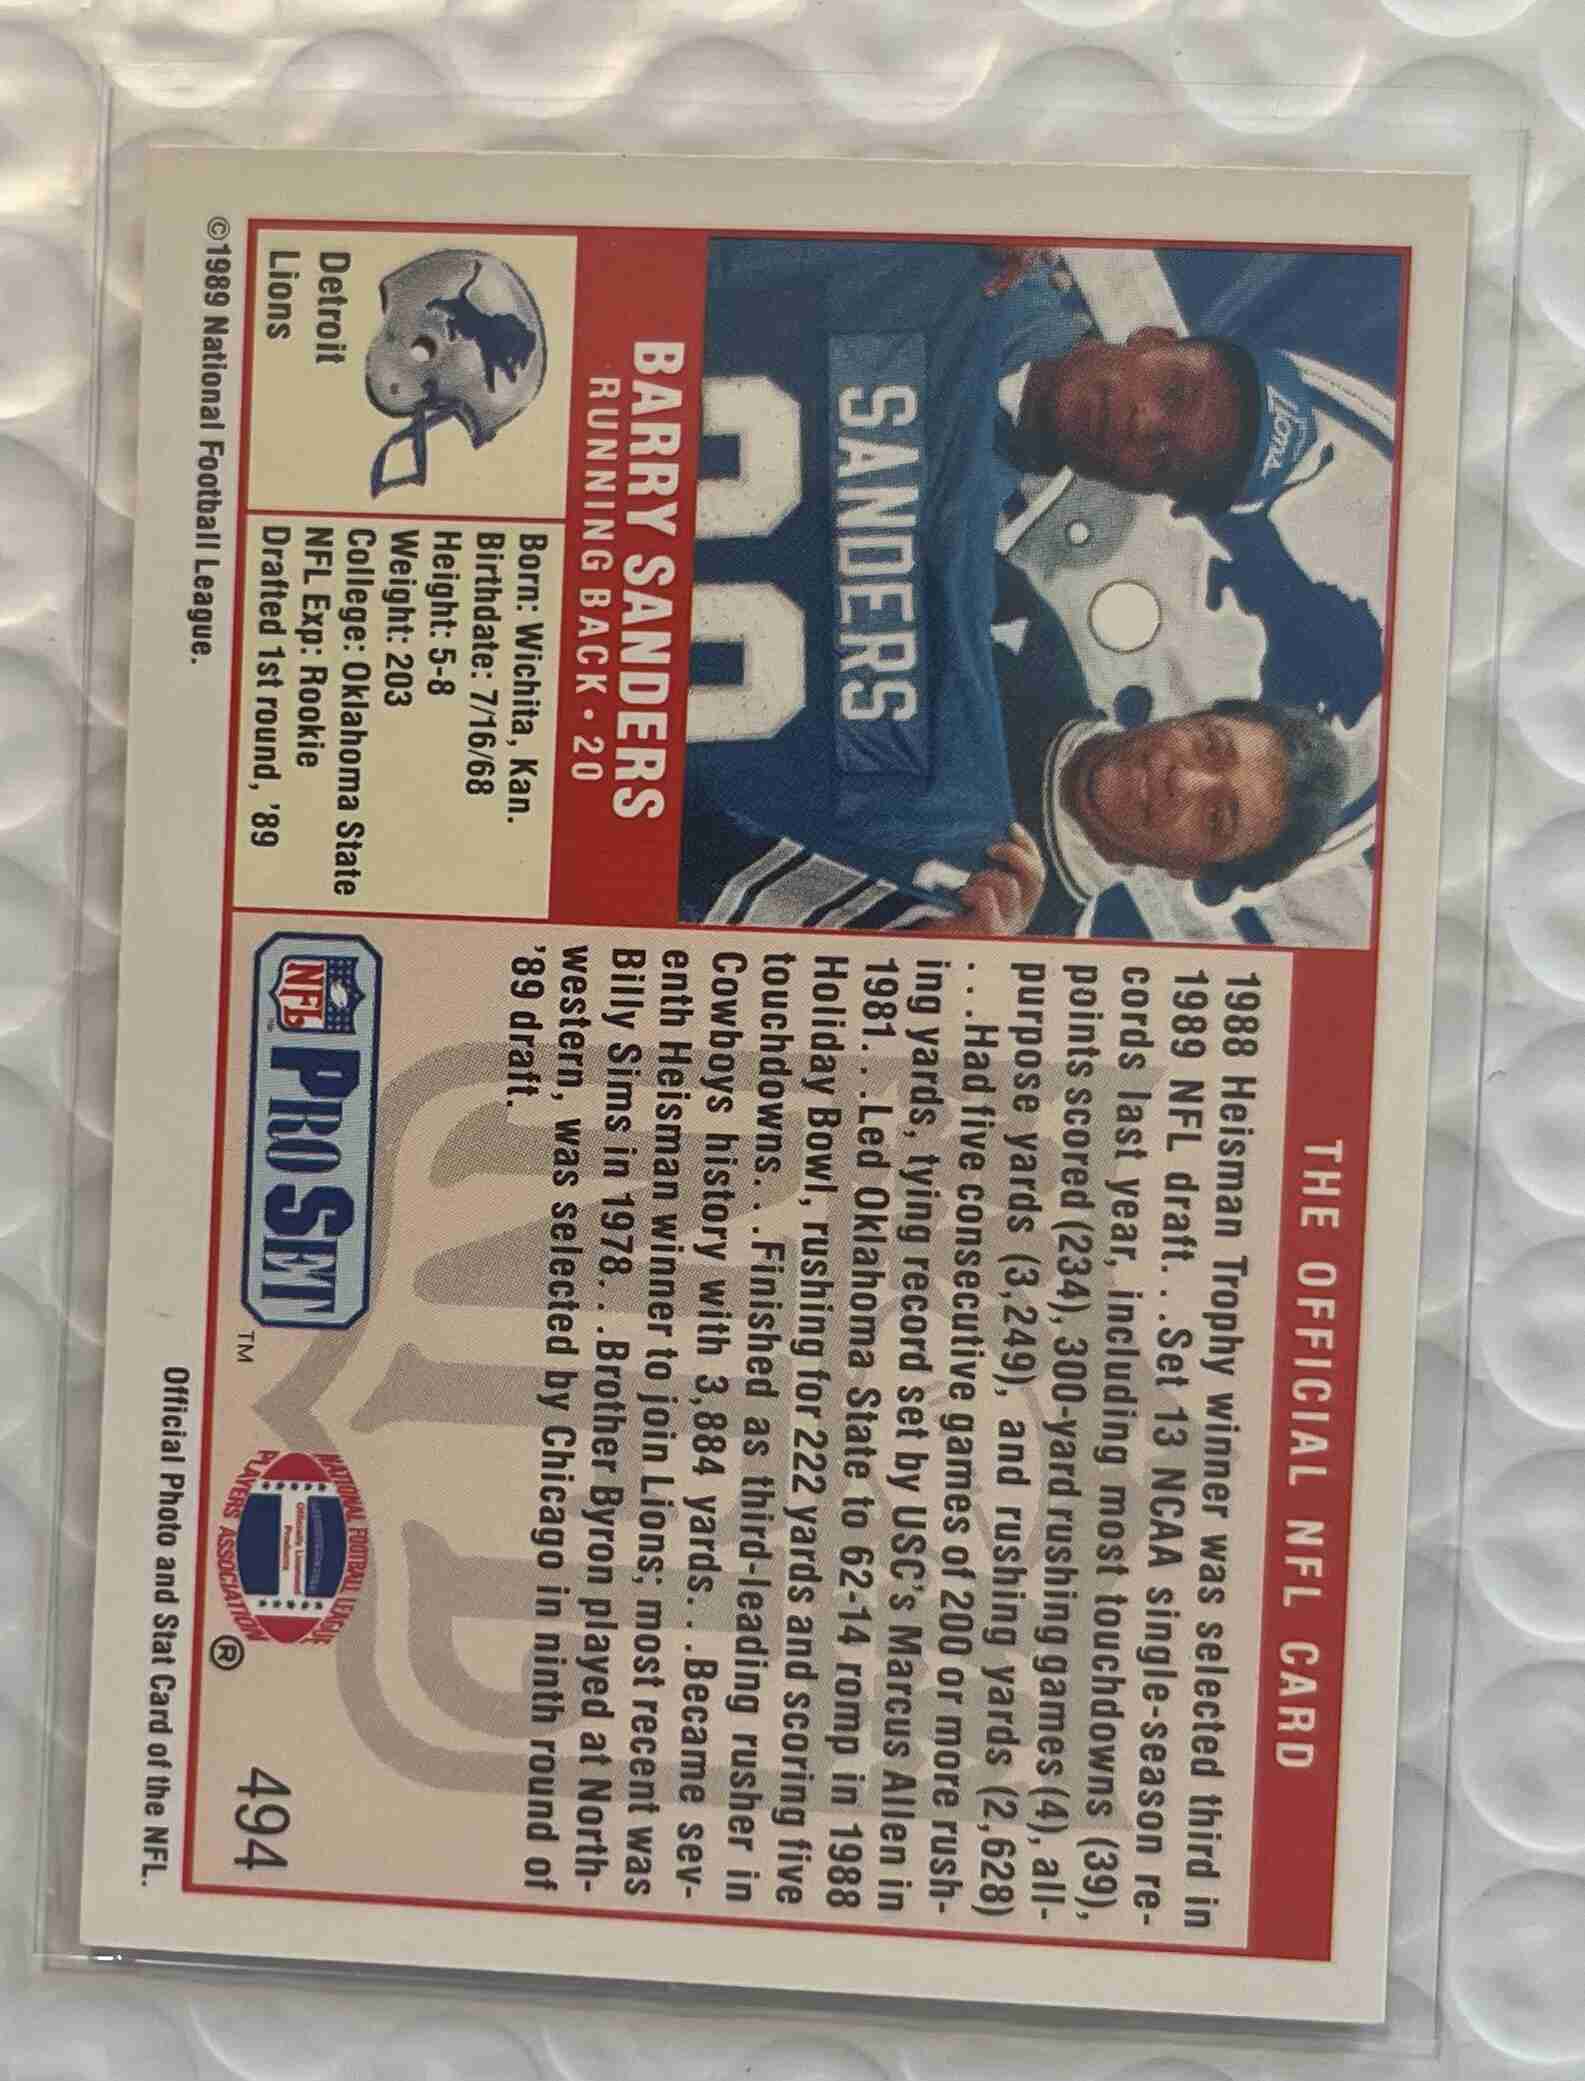 THE OFFICIAL NFL CARD
Lions
SANDERS
BARRY SANDERS
RUNNING BACK • 20
Detroit
Lions
Born: Wichita, Kan.
Birthdate: 7/16/68
Height: 5-8
Weight: 203
College: Oklahoma State
NFL Exp: Rookie
Drafted 1st round, '89
1988 Heisman Trophy winner was selected third in
1989 NFL draft. . .Set 13 NCAA single-season re-
cords last year, including most touchdowns (39),
points scored (234), 300-yard rushing games (4), all-
purpose yards (3,249), and rushing yards (2,628)
. . .Had five consecutive games of 200 or more rush-
ing yards, tying record set by USC's Marcus Allen in
1981. . .Led Oklahoma State to 62-14 romp in 1988
Holiday Bowl, rushing for 222 yards and scoring five
touchdowns. . .Finished as third-leading rusher in
Cowboys history with 3,884 yards. . .Became sev-
enth Heisman winner to join Lions; most recent was
Billy Sims in 1978. . .Brother Byron played at North-
western, was selected by Chicago in ninth round of
'89 draft.
NFL PRO SET ™
NATIONAL FOOTBALL LEAGUE
PLAYERS ASSOCIATION
Officially Licensed
Products
®
494
©1989 National Football League.
Official Photo and Stat Card of the NFL.